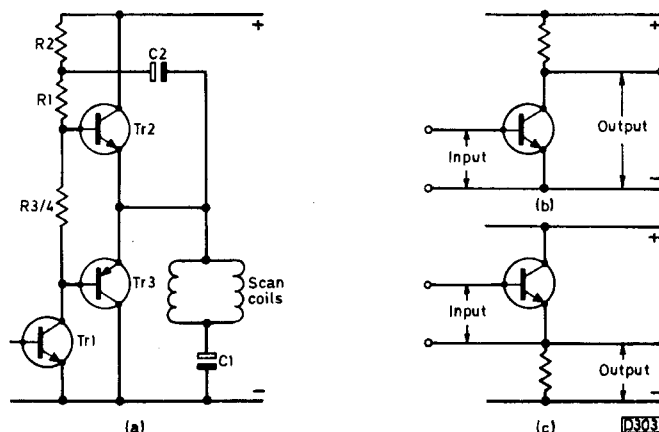 R2
+
C2
R1
Tr2
R3/4
Tr3
Scan
coils
Tr1
C1
−
(a)
+
Input
Output
−
(b)
+
Input
Output
−
(c)
D303